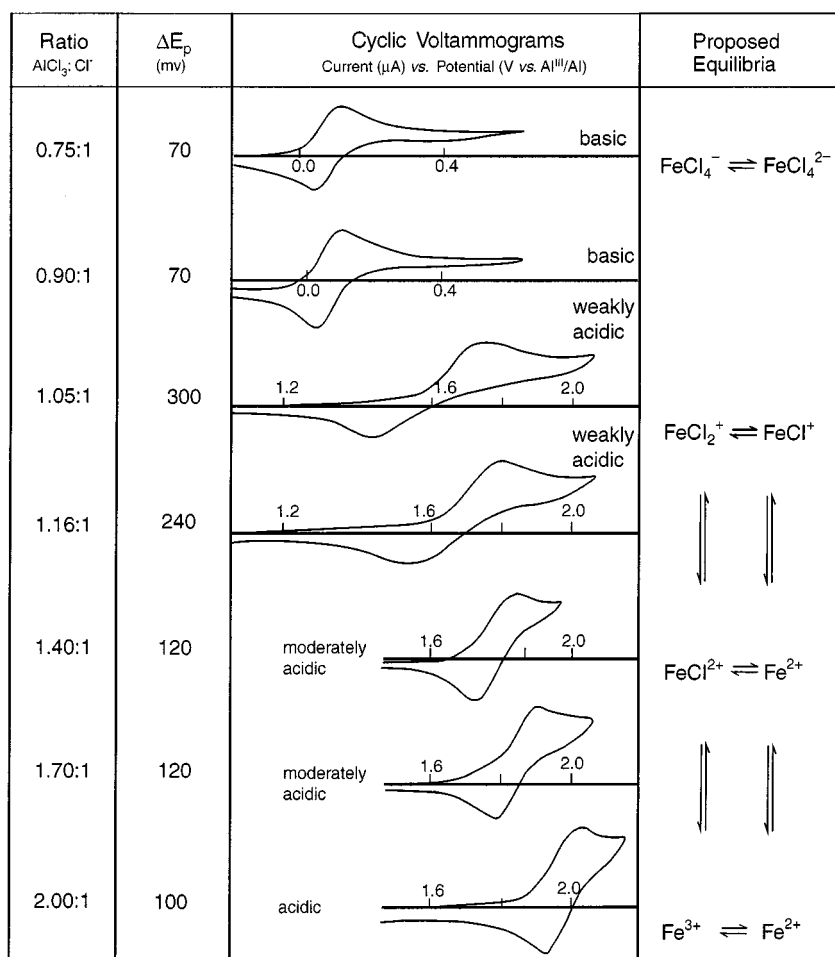 Ratio
AlCl₃: Cl⁻
ΔEₚ
(mv)
Cyclic Voltammograms
Current (μA) vs. Potential (V vs. Alᴵᴵᴵ/Al)
Proposed
Equilibria
0.75:1
70
basic
0.0
0.4
FeCl₄⁻ ⇌ FeCl₄²⁻
0.90:1
70
basic
0.0
0.4
weakly
acidic
1.05:1
300
1.2
1.6
2.0
FeCl₂⁺ ⇌ FeCl⁺
weakly
acidic
1.16:1
240
1.2
1.6
2.0
1.40:1
120
moderately
acidic
1.6
2.0
FeCl²⁺ ⇌ Fe²⁺
1.70:1
120
moderately
acidic
1.6
2.0
2.00:1
100
acidic
1.6
2.0
Fe³⁺ ⇌ Fe²⁺